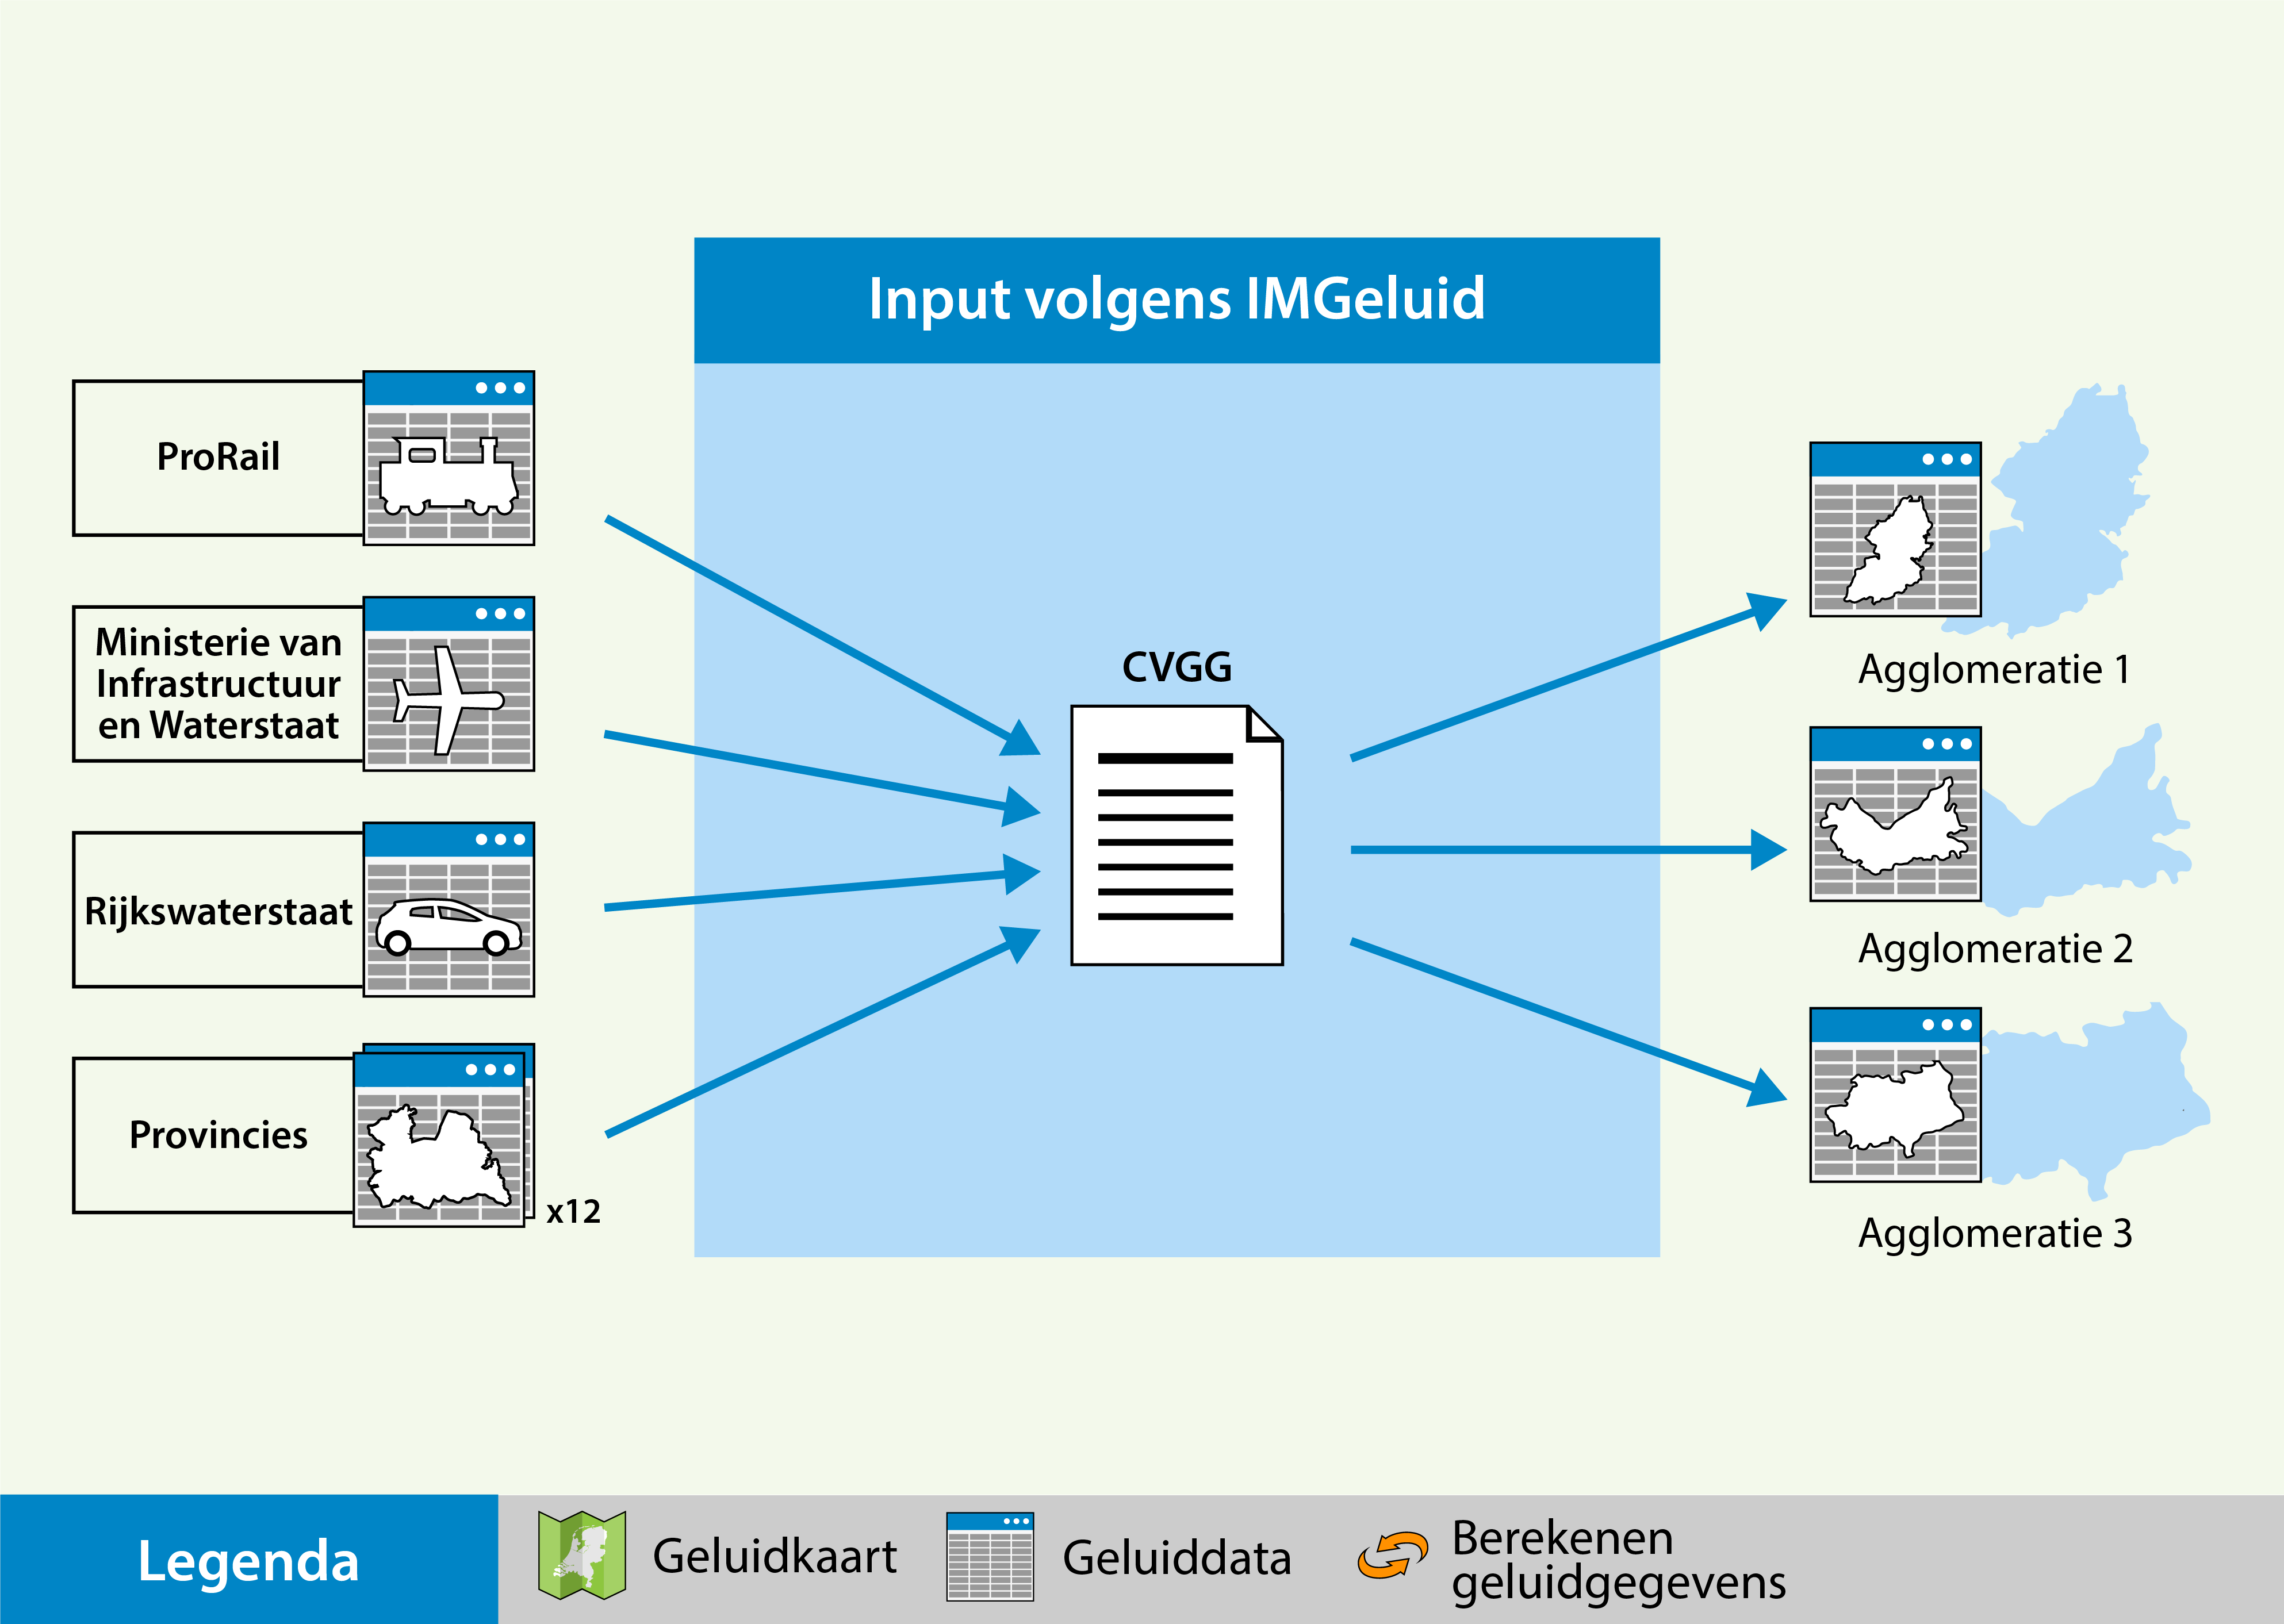 Input volgens IMGeluid
ProRail
Ministerie van
Infrastructuur
en Waterstaat
Rijkswaterstaat
Provincies
x12
CVGG
Agglomeratie 1
Agglomeratie 2
Agglomeratie 3
Legenda
Geluidkaart
Geluiddata
Berekenen
geluidgegevens